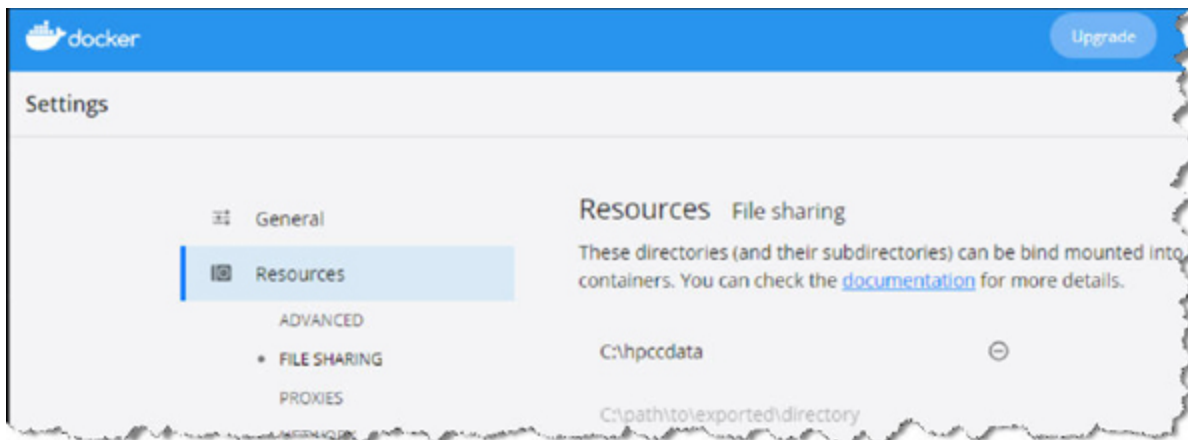 docker
Upgrade
Settings
General
Resources
ADVANCED
FILE SHARING
PROXIES
NETWORK
Resources File sharing
These directories (and their subdirectories) can be bind mounted into
containers. You can check the documentation for more details.
C:\hpccdata
C:\path\to\exported\directory